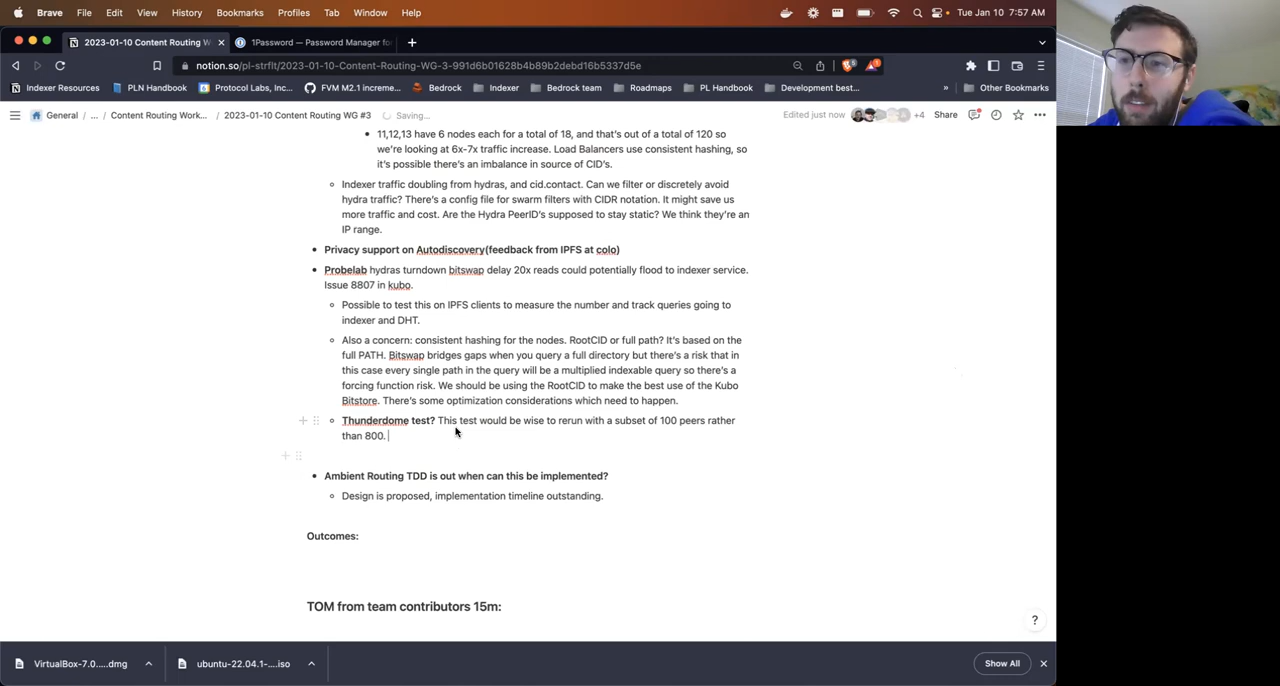 Brave File Edit View History Bookmarks Profiles Tab Window Help Tue Jan 10 7:57 AM
2023-01-10 Content Routing W 1Password — Password Manager fo
notion.so/pl-strflt/2023-01-10-Content-Routing-WG-3-991d6b01628b4b89b2debd16b5337d5e
Indexer Resources PLN Handbook Protocol Labs, Inc... FVM M2.1 increme... Bedrock Indexer Bedrock team Roadmaps PL Handbook Development best... » Other Bookmarks
General / ... / Content Routing Work... / 2023-01-10 Content Routing WG #3 Saving... Edited just now +4 Share
11,12,13 have 6 nodes each for a total of 18, and that's out of a total of 120 so
we're looking at 6x-7x traffic increase. Load Balancers use consistent hashing, so
it's possible there's an imbalance in source of CID's.
Indexer traffic doubling from hydras, and cid.contact. Can we filter or discretely avoid
hydra traffic? There's a config file for swarm filters with CIDR notation. It might save us
more traffic and cost. Are the Hydra PeerID's supposed to stay static? We think they're an
IP range.
Privacy support on Autodiscovery(feedback from IPFS at colo)
Probelab hydras turndown bitswap delay 20x reads could potentially flood to indexer service.
Issue 8807 in kubo.
Possible to test this on IPFS clients to measure the number and track queries going to
indexer and DHT.
Also a concern: consistent hashing for the nodes. RootCID or full path? It's based on the
full PATH. Bitswap bridges gaps when you query a full directory but there's a risk that in
this case every single path in the query will be a multiplied indexable query so there's a
forcing function risk. We should be using the RootCID to make the best use of the Kubo
Bitstore. There's some optimization considerations which need to happen.
Thunderdome test? This test would be wise to rerun with a subset of 100 peers rather
than 800.
Ambient Routing TDD is out when can this be implemented?
Design is proposed, implementation timeline outstanding.
Outcomes:
TOM from team contributors 15m:
?
VirtualBox-7.0.....dmg ubuntu-22.04.1-....iso Show All